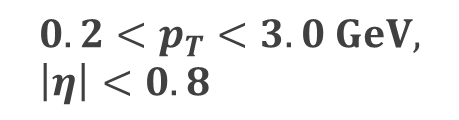 0.2 < p_T < 3.0 GeV,
|η| < 0.8